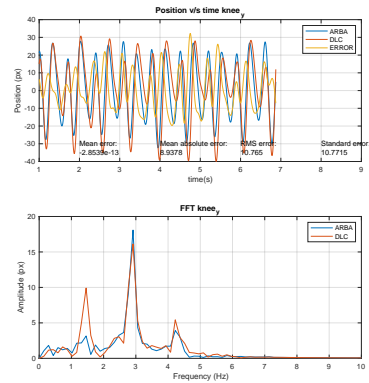 Position v/s time knee_y
Position (px)
40
30
20
10
0
-10
-20
-30
-40
ARBA
DLC
ERROR
Mean error:
-2.8539e-13
Mean absolute error:
8.9378
RMS error:
10.765
Standard error
10.7715
1 2 3 4 5 6 7 8 9
time(s)
FFT knee_y
Amplitude (px)
20
15
10
5
0
ARBA
DLC
0 1 2 3 4 5 6 7 8 9 10
Frequency (Hz)